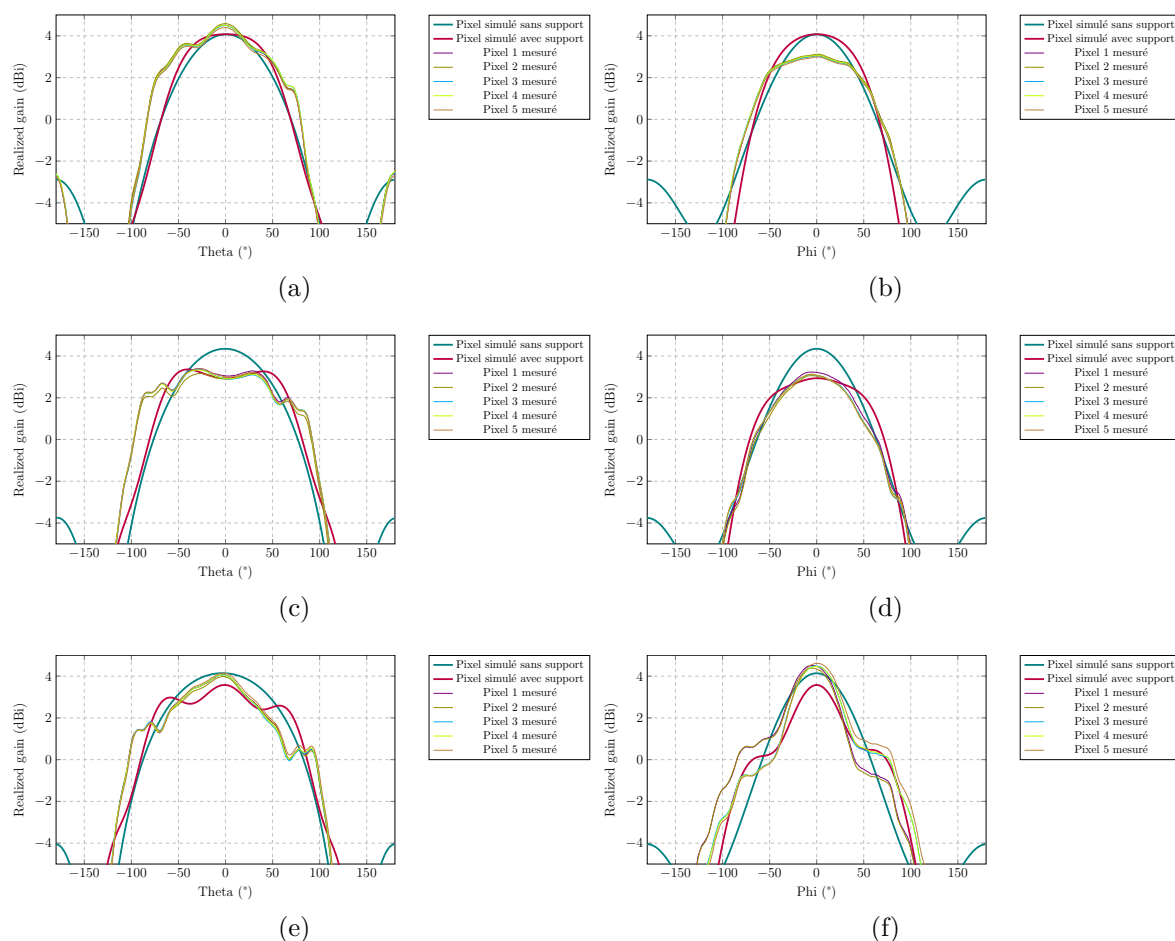 Realized gain (dBi)
4
2
0
−2
−4
−150 −100 −50 0 50 100 150
Theta (°)
Pixel simulé sans support
Pixel simulé avec support
Pixel 1 mesuré
Pixel 2 mesuré
Pixel 3 mesuré
Pixel 4 mesuré
Pixel 5 mesuré
(a)
Realized gain (dBi)
4
2
0
−2
−4
−150 −100 −50 0 50 100 150
Phi (°)
Pixel simulé sans support
Pixel simulé avec support
Pixel 1 mesuré
Pixel 2 mesuré
Pixel 3 mesuré
Pixel 4 mesuré
Pixel 5 mesuré
(b)
Realized gain (dBi)
4
2
0
−2
−4
−150 −100 −50 0 50 100 150
Theta (°)
Pixel simulé sans support
Pixel simulé avec support
Pixel 1 mesuré
Pixel 2 mesuré
Pixel 3 mesuré
Pixel 4 mesuré
Pixel 5 mesuré
(c)
Realized gain (dBi)
4
2
0
−2
−4
−150 −100 −50 0 50 100 150
Phi (°)
Pixel simulé sans support
Pixel simulé avec support
Pixel 1 mesuré
Pixel 2 mesuré
Pixel 3 mesuré
Pixel 4 mesuré
Pixel 5 mesuré
(d)
Realized gain (dBi)
4
2
0
−2
−4
−150 −100 −50 0 50 100 150
Theta (°)
Pixel simulé sans support
Pixel simulé avec support
Pixel 1 mesuré
Pixel 2 mesuré
Pixel 3 mesuré
Pixel 4 mesuré
Pixel 5 mesuré
(e)
Realized gain (dBi)
4
2
0
−2
−4
−150 −100 −50 0 50 100 150
Phi (°)
Pixel simulé sans support
Pixel simulé avec support
Pixel 1 mesuré
Pixel 2 mesuré
Pixel 3 mesuré
Pixel 4 mesuré
Pixel 5 mesuré
(f)